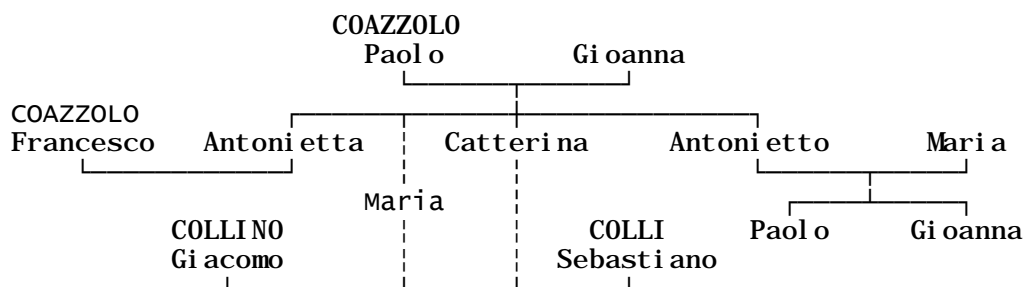 COAZZOLO
Paolo Gioanna
COAZZOLO
Francesco Antonietta Catterina Antonietto Maria
Maria
COLLINO COLLI Paolo Gioanna
Giacomo Sebastiano